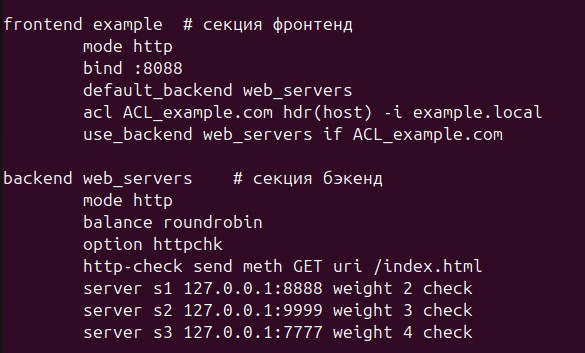 frontend example  # секция фронтенд
        mode http
        bind :8088
        default_backend web_servers
        acl ACL_example.com hdr(host) -i example.local
        use_backend web_servers if ACL_example.com

backend web_servers    # секция бэкенд
        mode http
        balance roundrobin
        option httpchk
        http-check send meth GET uri /index.html
        server s1 127.0.0.1:8888 weight 2 check
        server s2 127.0.0.1:9999 weight 3 check
        server s3 127.0.0.1:7777 weight 4 check